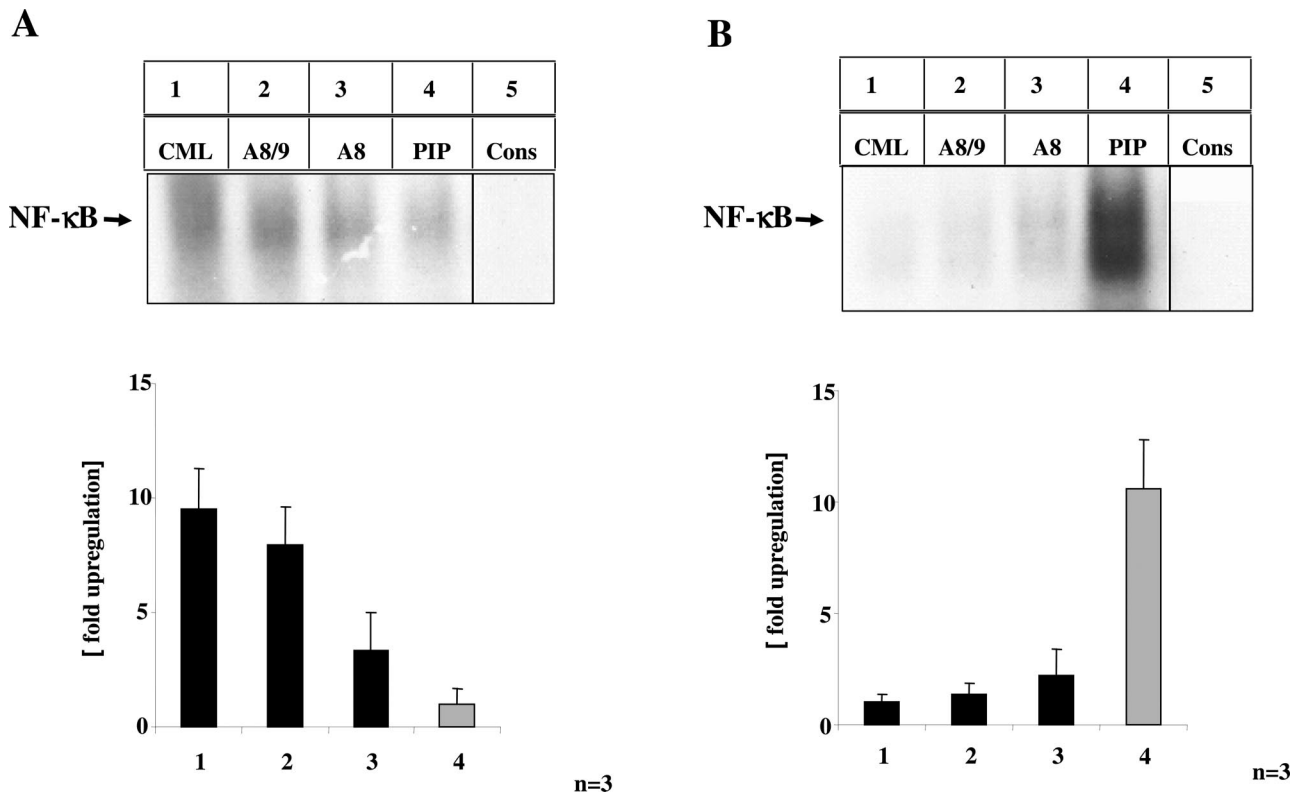 A
1 2 3 4 5
CML A8/9 A8 PIP Cons
NF-κB
15
10
5
0
[ fold upregulation]
1 2 3 4
n=3
B
1 2 3 4 5
CML A8/9 A8 PIP Cons
NF-κB
15
10
5
0
[ fold upregulation]
1 2 3 4
n=3